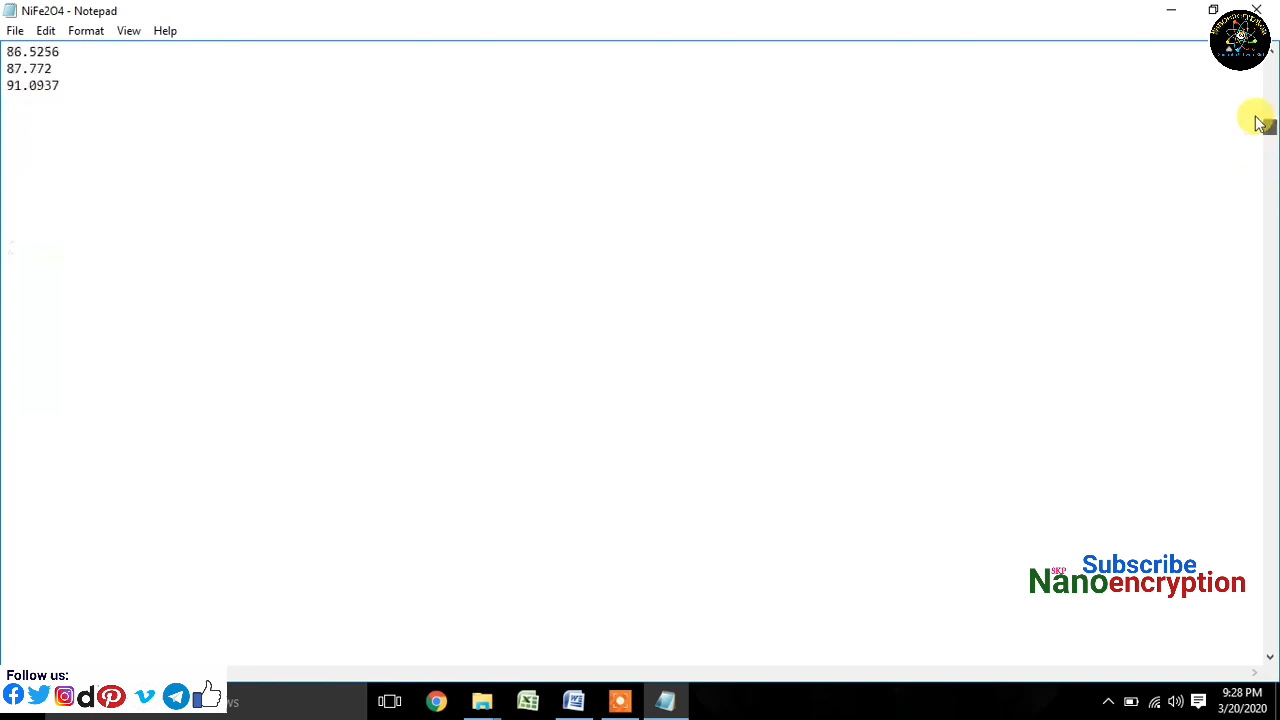 NiFe2O4 - Notepad
File Edit Format View Help
86.5256
87.772
91.0937
Subscribe
SKP
Nanoencryption
Follow us:
9:28 PM
3/20/2020